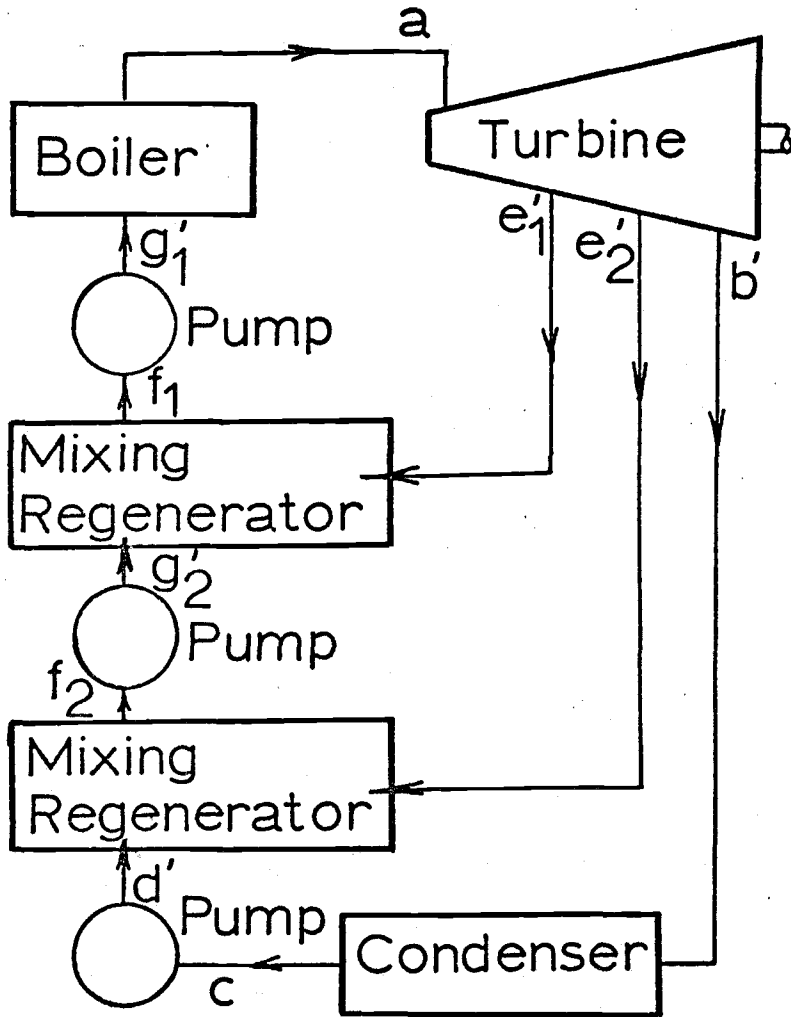 a
Boiler
Turbine
g'₁
e'₁
e'₂
b'
Pump
f₁
Mixing
Regenerator
g'₂
Pump
f₂
Mixing
Regenerator
d'
Pump
Condenser
c